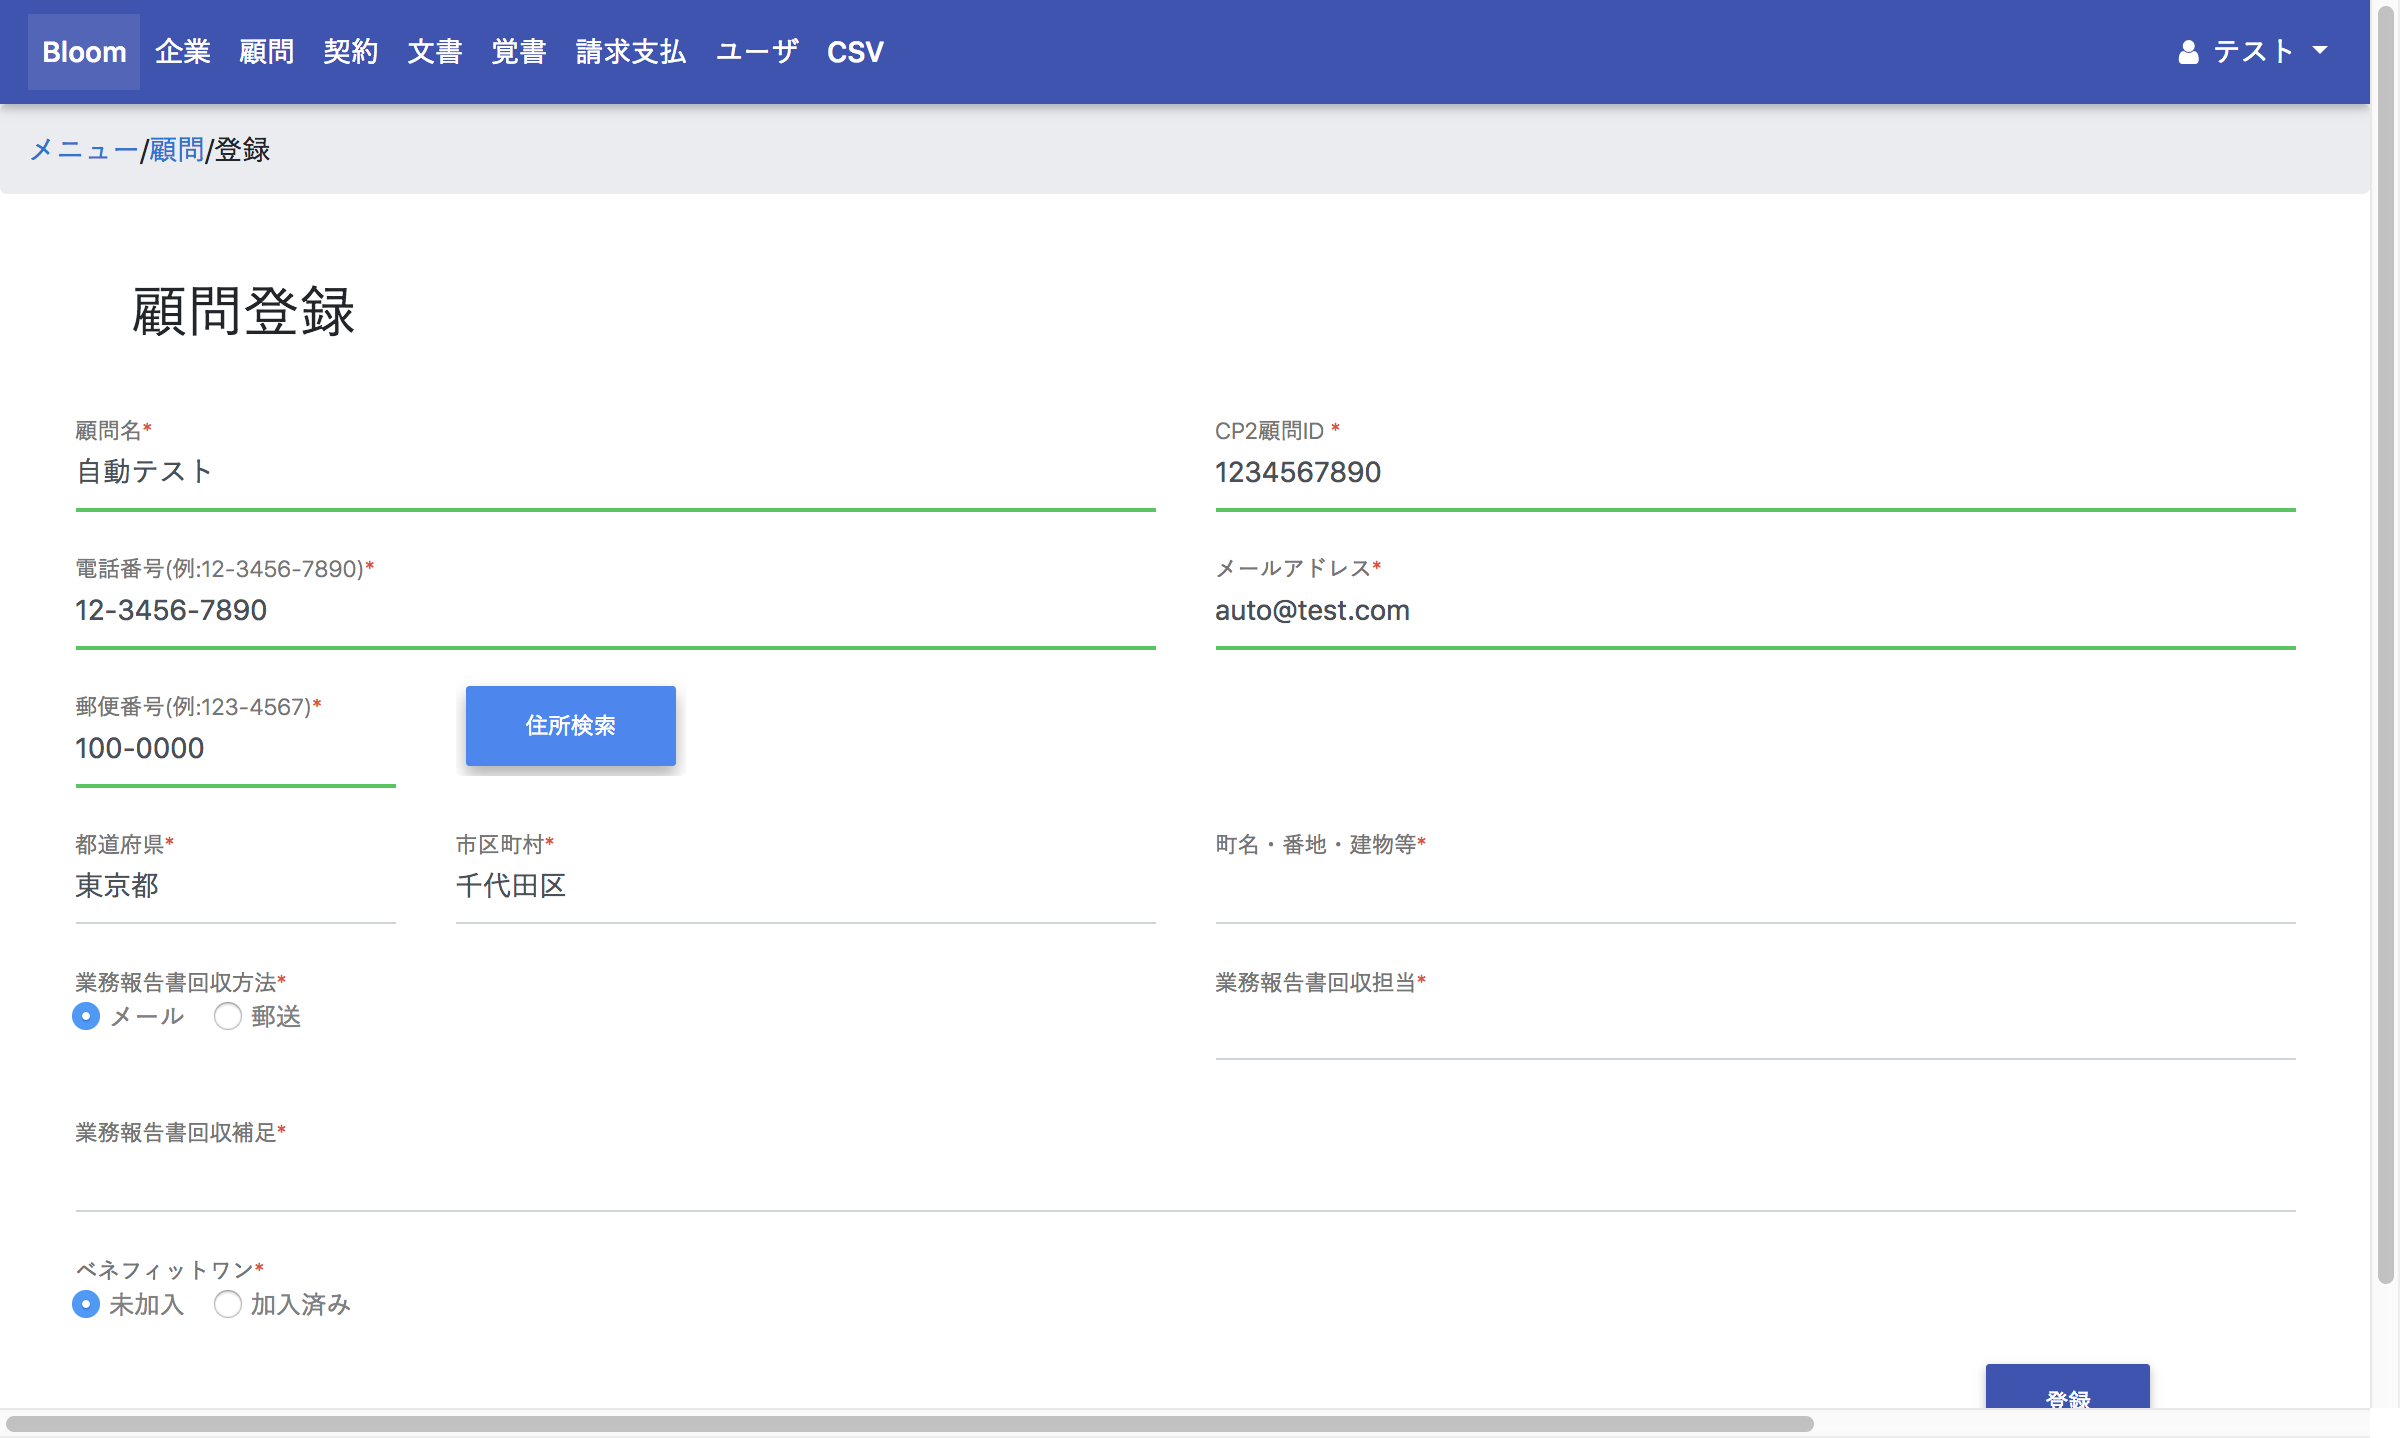 Bloom 企業 顧問 契約 文書 覚書 請求支払 ユーザ CSV テスト
メニュー/顧問/登録
顧問登録
顧問名* CP2顧問ID *
自動テスト 1234567890
電話番号(例:12-3456-7890)* メールアドレス*
12-3456-7890 auto@test.com
郵便番号(例:123-4567)* 住所検索
100-0000
都道府県* 市区町村* 町名・番地・建物等*
東京都 千代田区
業務報告書回収方法* 業務報告書回収担当*
メール 郵送
業務報告書回収補足*
ベネフィットワン*
未加入 加入済み
登録